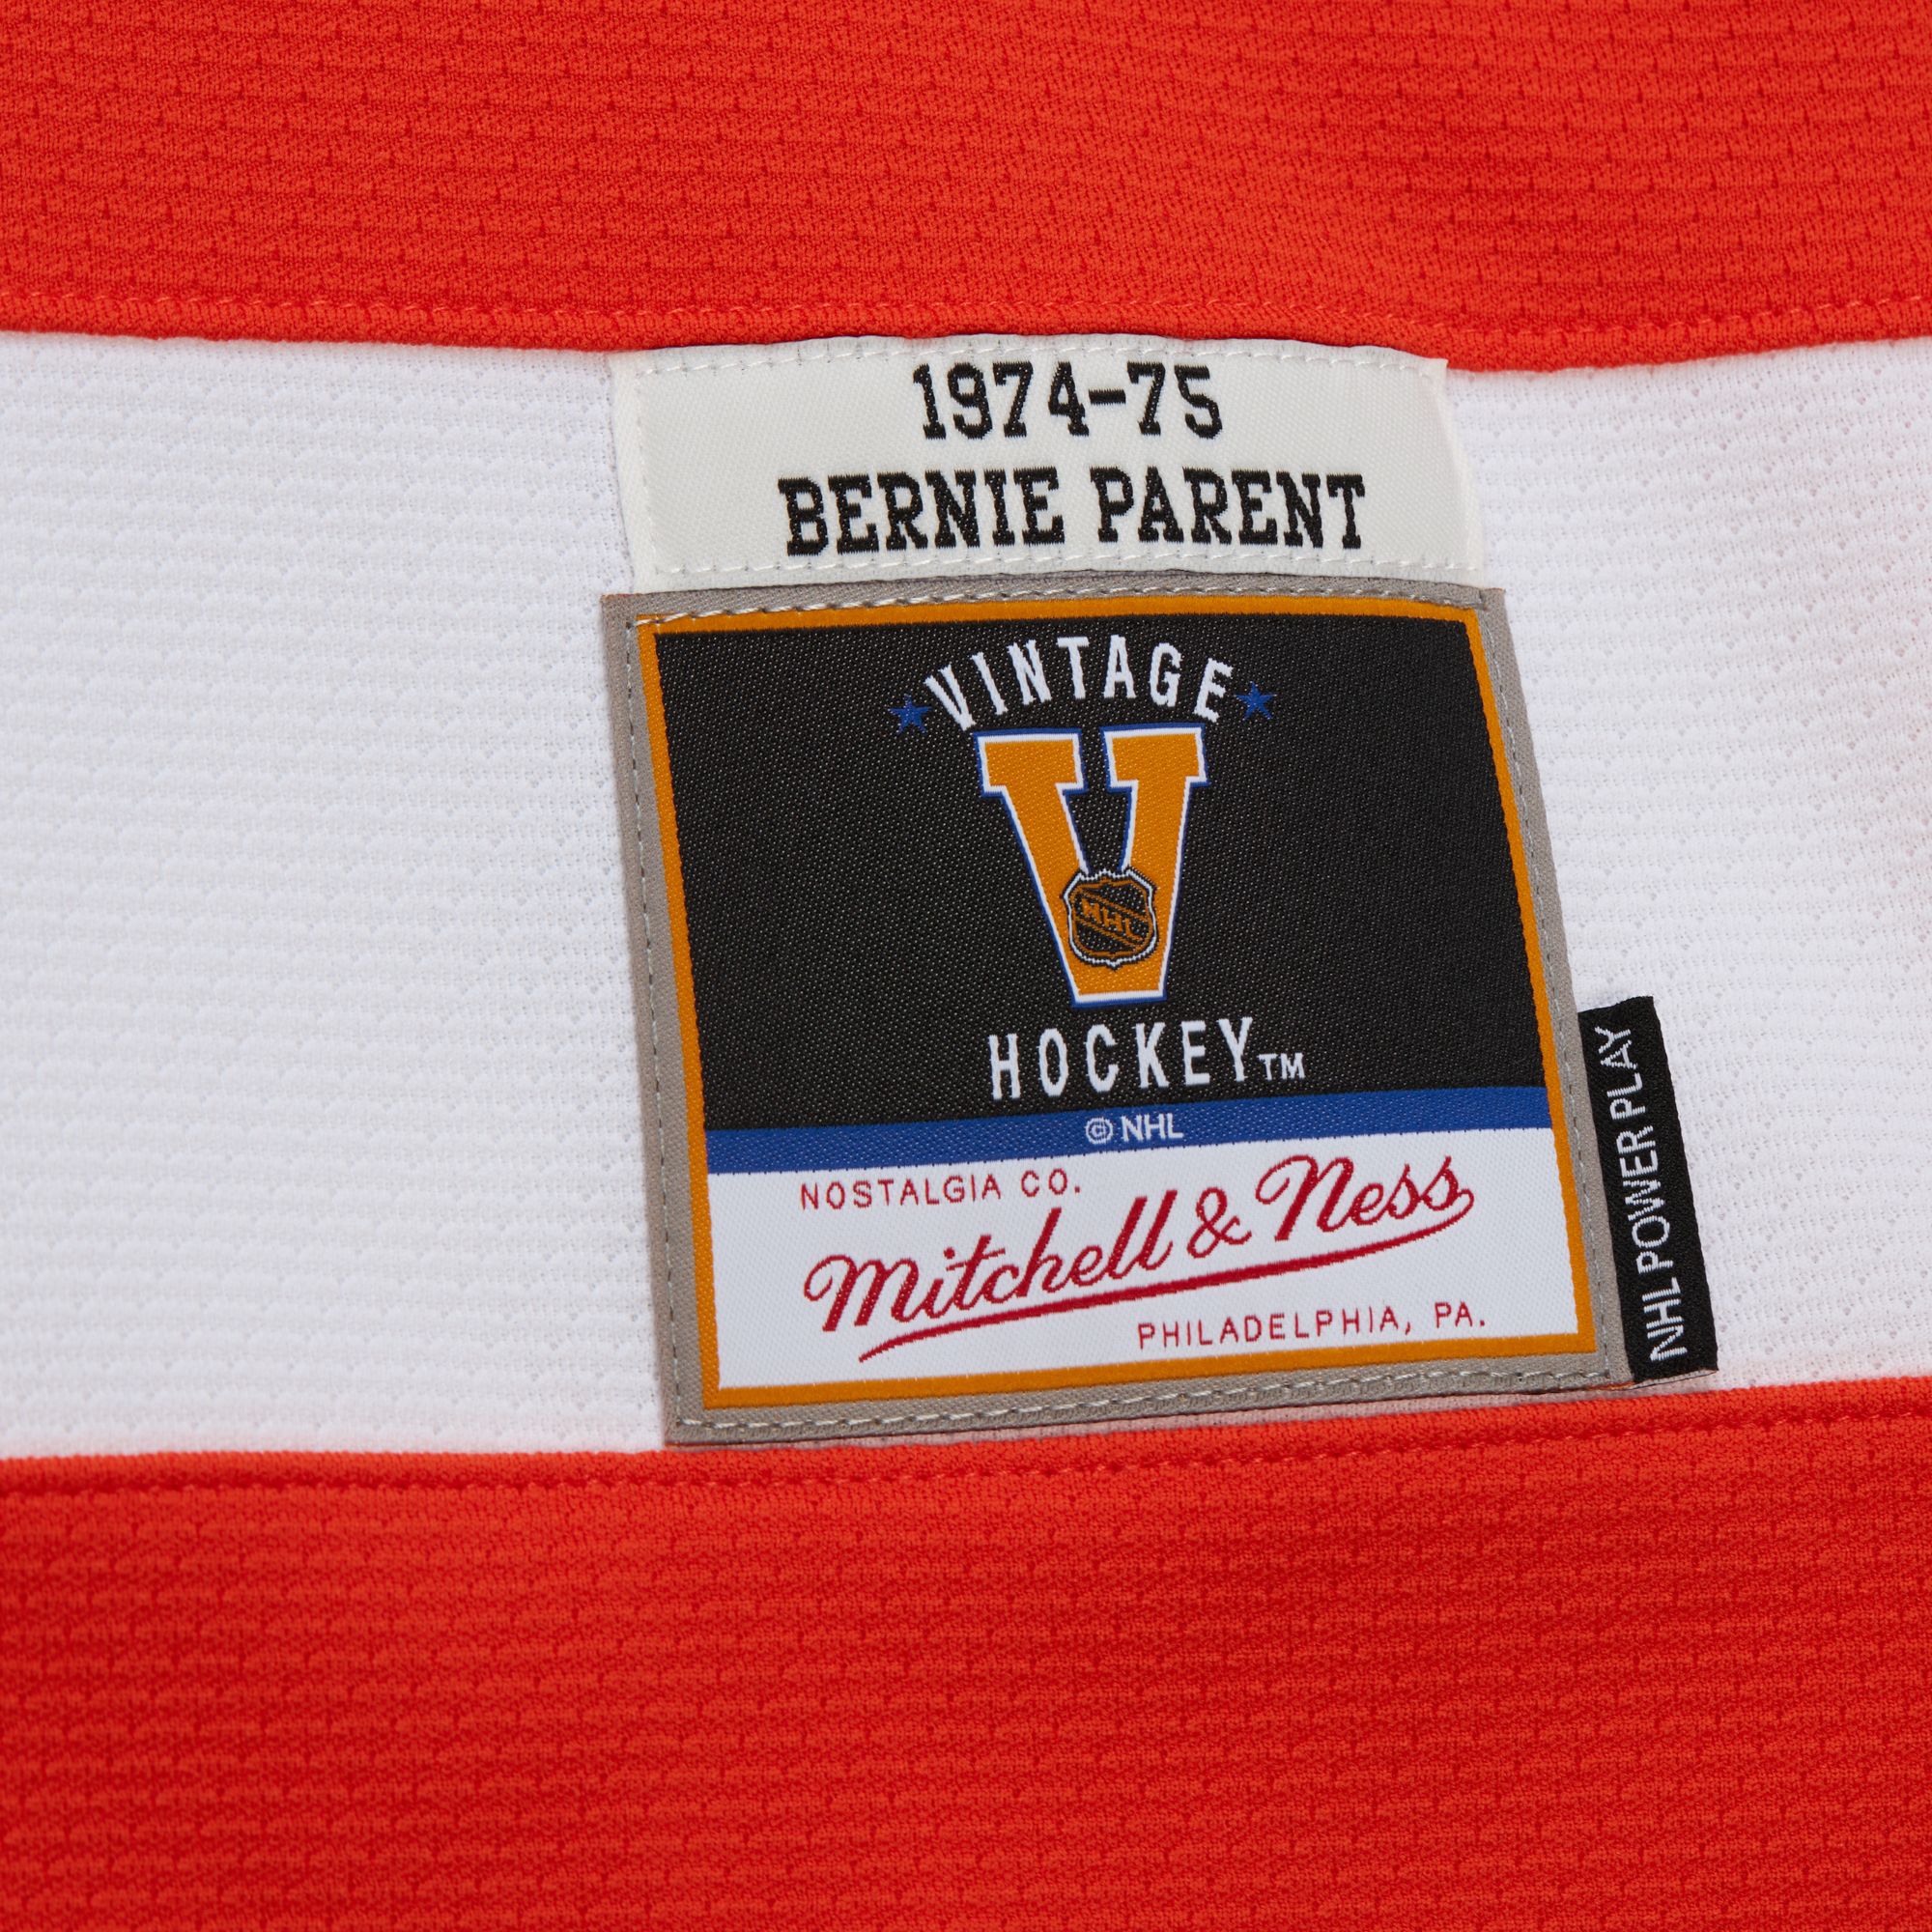 1974-75
BERNIE PARENT
VINTAGE
V
NHL
HOCKEY™
© NHL
NOSTALGIA CO.
Mitchell & Ness
PHILADELPHIA, PA.
NHL POWER PLAY